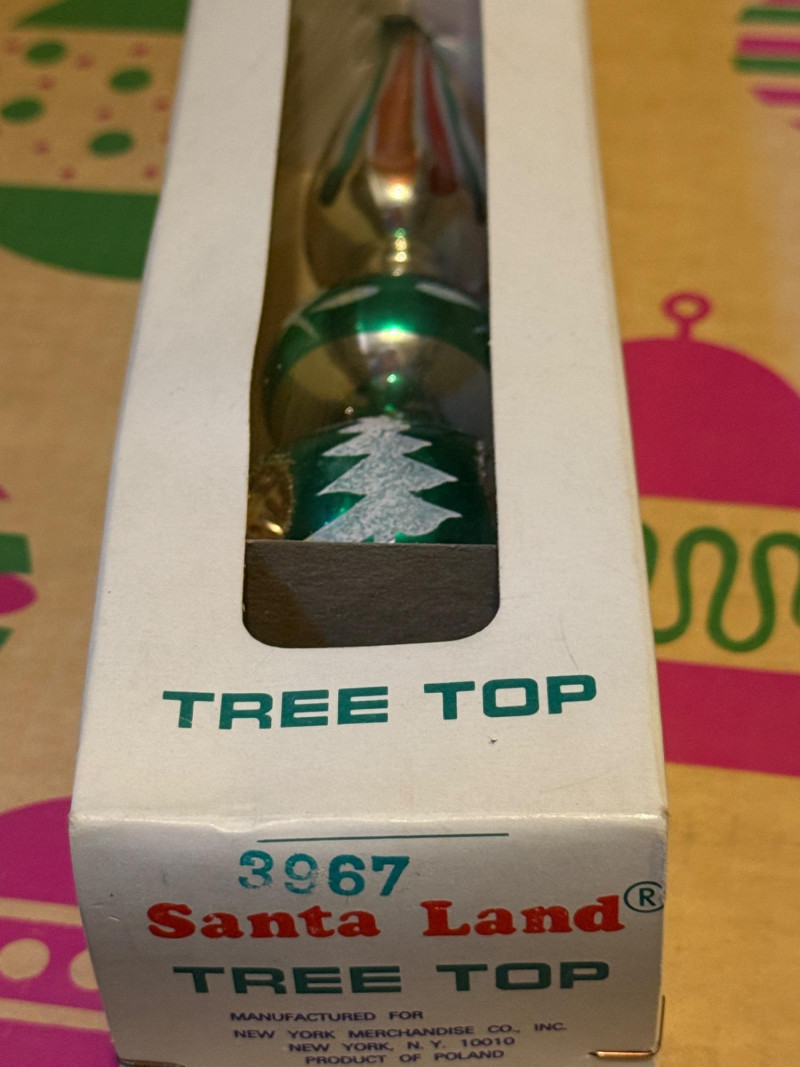 TREE TOP
3967
Santa Land®
TREE TOP
MANUFACTURED FOR
NEW YORK MERCHANDISE CO., INC.
NEW YORK, N.Y. 10010
PRODUCT OF POLAND